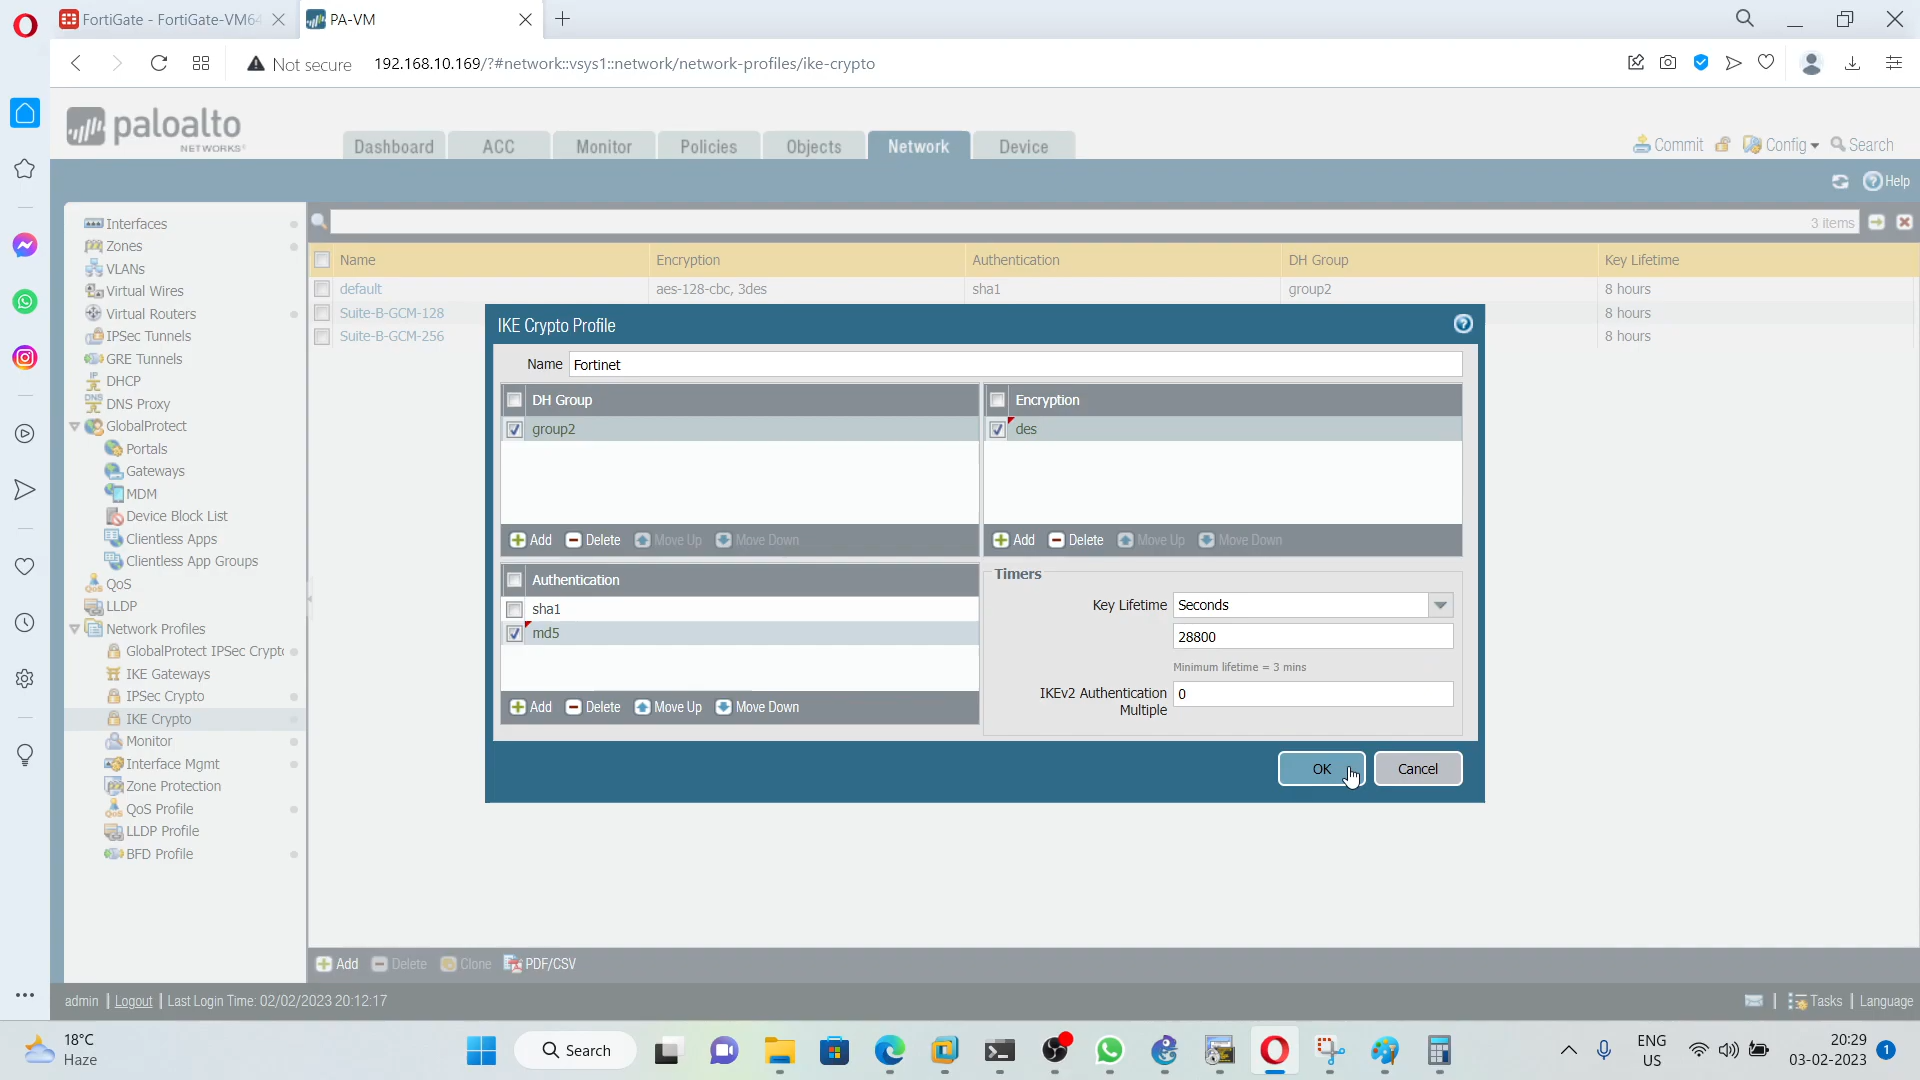 FortiGate - FortiGate-VM64
PA-VM
Not secure
192.168.10.169/?#network::vsys1::network/network-profiles/ike-crypto
paloalto
NETWORKS
Dashboard
ACC
Monitor
Policies
Objects
Network
Device
Commit
Config
Search
Help
Interfaces
Zones
VLANs
Virtual Wires
Virtual Routers
IPSec Tunnels
GRE Tunnels
DHCP
DNS Proxy
GlobalProtect
Portals
Gateways
MDM
Device Block List
Clientless Apps
Clientless App Groups
QoS
LLDP
Network Profiles
GlobalProtect IPSec Crypto
IKE Gateways
IPSec Crypto
IKE Crypto
Monitor
Interface Mgmt
Zone Protection
QoS Profile
LLDP Profile
BFD Profile
3 items
Name Encryption Authentication DH Group Key Lifetime
default aes-128-cbc, 3des sha1 group2 8 hours
Suite-B-GCM-128 8 hours
Suite-B-GCM-256 8 hours
IKE Crypto Profile
Name Fortinet
DH Group
group2
Add Delete Move Up Move Down
Encryption
des
Add Delete Move Up Move Down
Authentication
sha1
md5
Add Delete Move Up Move Down
Timers
Key Lifetime Seconds
28800
Minimum lifetime = 3 mins
IKEv2 Authentication
Multiple
0
OK
Cancel
Add Delete Clone PDF/CSV
admin | Logout | Last Login Time: 02/02/2023 20:12:17
Tasks | Language
18°C
Haze
Search
ENG
US
20:29
03-02-2023
1